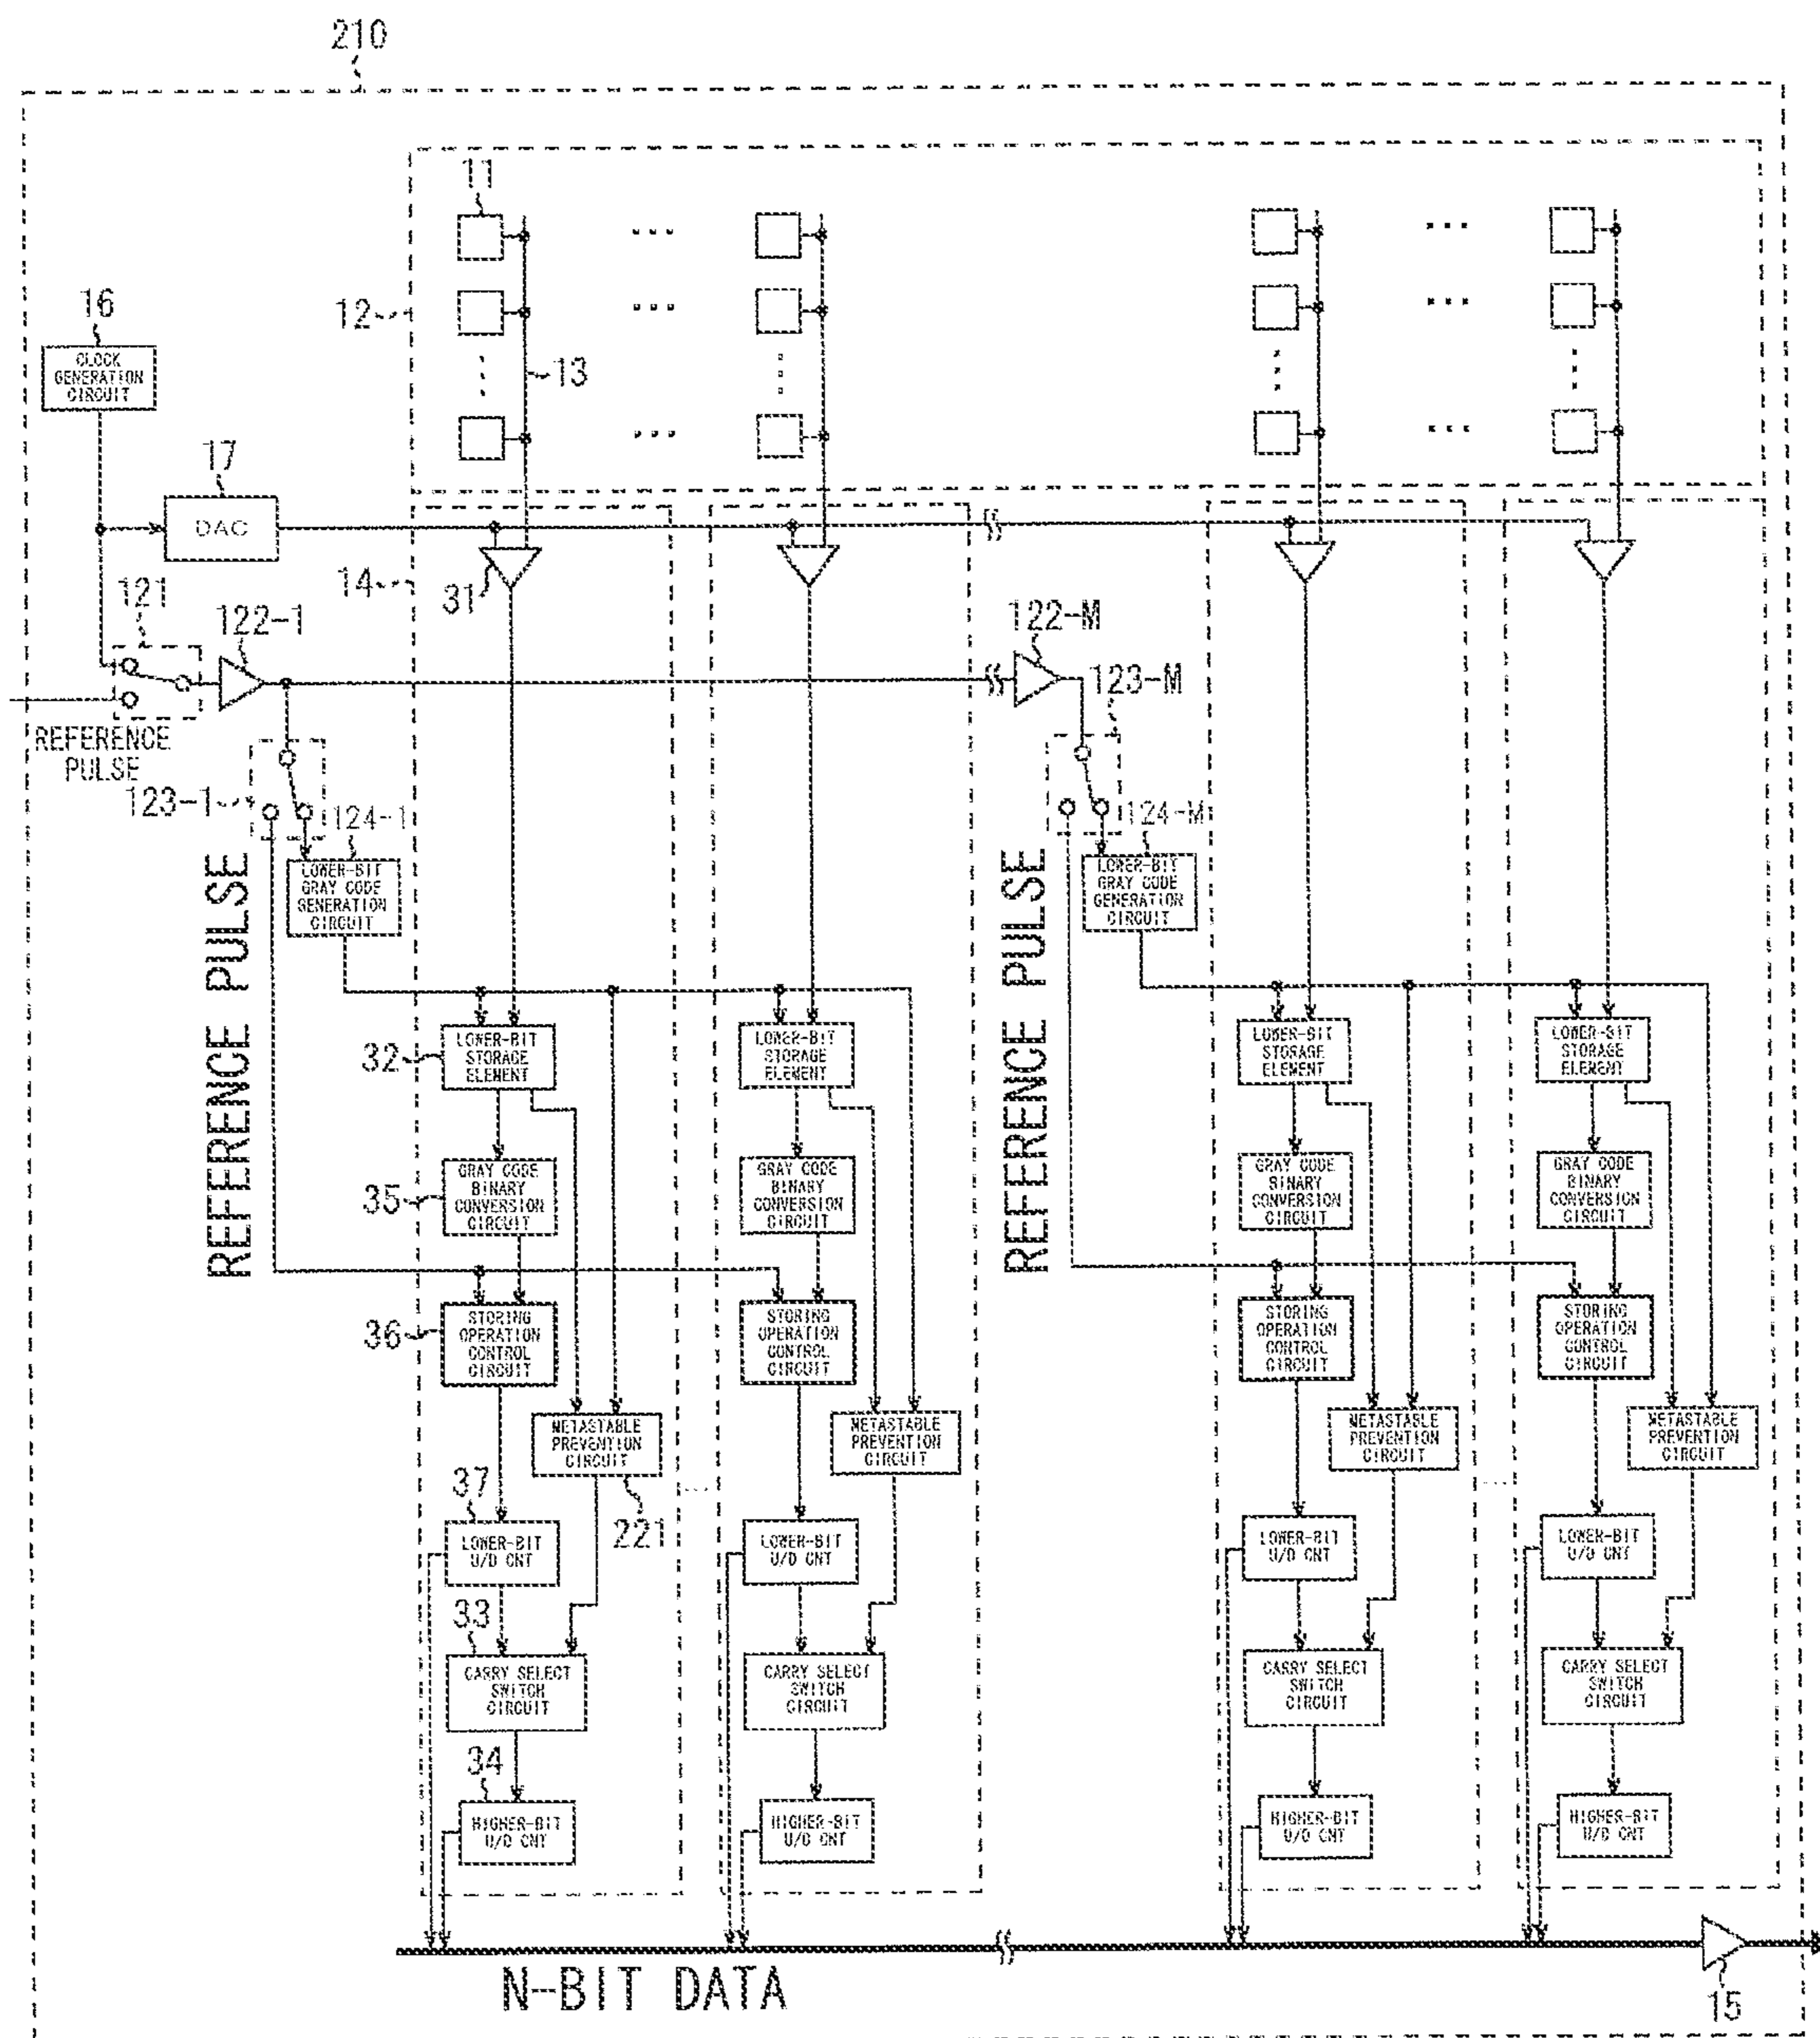 210
11
12
16
CLOCK
GENERATION
CIRCUIT
13
17
DAC
14
31
121
122-1
122-M
123-M
REFERENCE
PULSE
123-1
124-1
124-M
LOWER-BIT
GRAY CODE
GENERATION
CIRCUIT
LOWER-BIT
GRAY CODE
GENERATION
CIRCUIT
REFERENCE PULSE
REFERENCE PULSE
32
LOWER-BIT
STORAGE
ELEMENT
LOWER-BIT
STORAGE
ELEMENT
LOWER-BIT
STORAGE
ELEMENT
LOWER-BIT
STORAGE
ELEMENT
35
GRAY CODE
BINARY
CONVERSION
CIRCUIT
GRAY CODE
BINARY
CONVERSION
CIRCUIT
GRAY CODE
BINARY
CONVERSION
CIRCUIT
GRAY CODE
BINARY
CONVERSION
CIRCUIT
36
STORING
OPERATION
CONTROL
CIRCUIT
STORING
OPERATION
CONTROL
CIRCUIT
STORING
OPERATION
CONTROL
CIRCUIT
STORING
OPERATION
CONTROL
CIRCUIT
METASTABLE
PREVENTION
CIRCUIT
METASTABLE
PREVENTION
CIRCUIT
METASTABLE
PREVENTION
CIRCUIT
METASTABLE
PREVENTION
CIRCUIT
37
221
LOWER-BIT
U/D CNT
LOWER-BIT
U/D CNT
LOWER-BIT
U/D CNT
LOWER-BIT
U/D CNT
33
CARRY SELECT
SWITCH
CIRCUIT
CARRY SELECT
SWITCH
CIRCUIT
CARRY SELECT
SWITCH
CIRCUIT
CARRY SELECT
SWITCH
CIRCUIT
34
HIGHER-BIT
U/D CNT
HIGHER-BIT
U/D CNT
HIGHER-BIT
U/D CNT
HIGHER-BIT
U/D CNT
N-BIT DATA
15